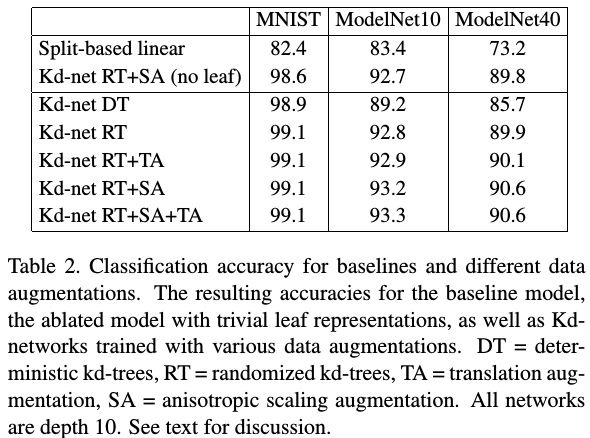 MNIST ModelNet10 ModelNet40
Split-based linear 82.4 83.4 73.2
Kd-net RT+SA (no leaf) 98.6 92.7 89.8
Kd-net DT 98.9 89.2 85.7
Kd-net RT 99.1 92.8 89.9
Kd-net RT+TA 99.1 92.9 90.1
Kd-net RT+SA 99.1 93.2 90.6
Kd-net RT+SA+TA 99.1 93.3 90.6
Table 2. Classification accuracy for baselines and different data
augmentations. The resulting accuracies for the baseline model,
the ablated model with trivial leaf representations, as well as Kd-
networks trained with various data augmentations. DT = deter-
ministic kd-trees, RT = randomized kd-trees, TA = translation aug-
mentation, SA = anisotropic scaling augmentation. All networks
are depth 10. See text for discussion.